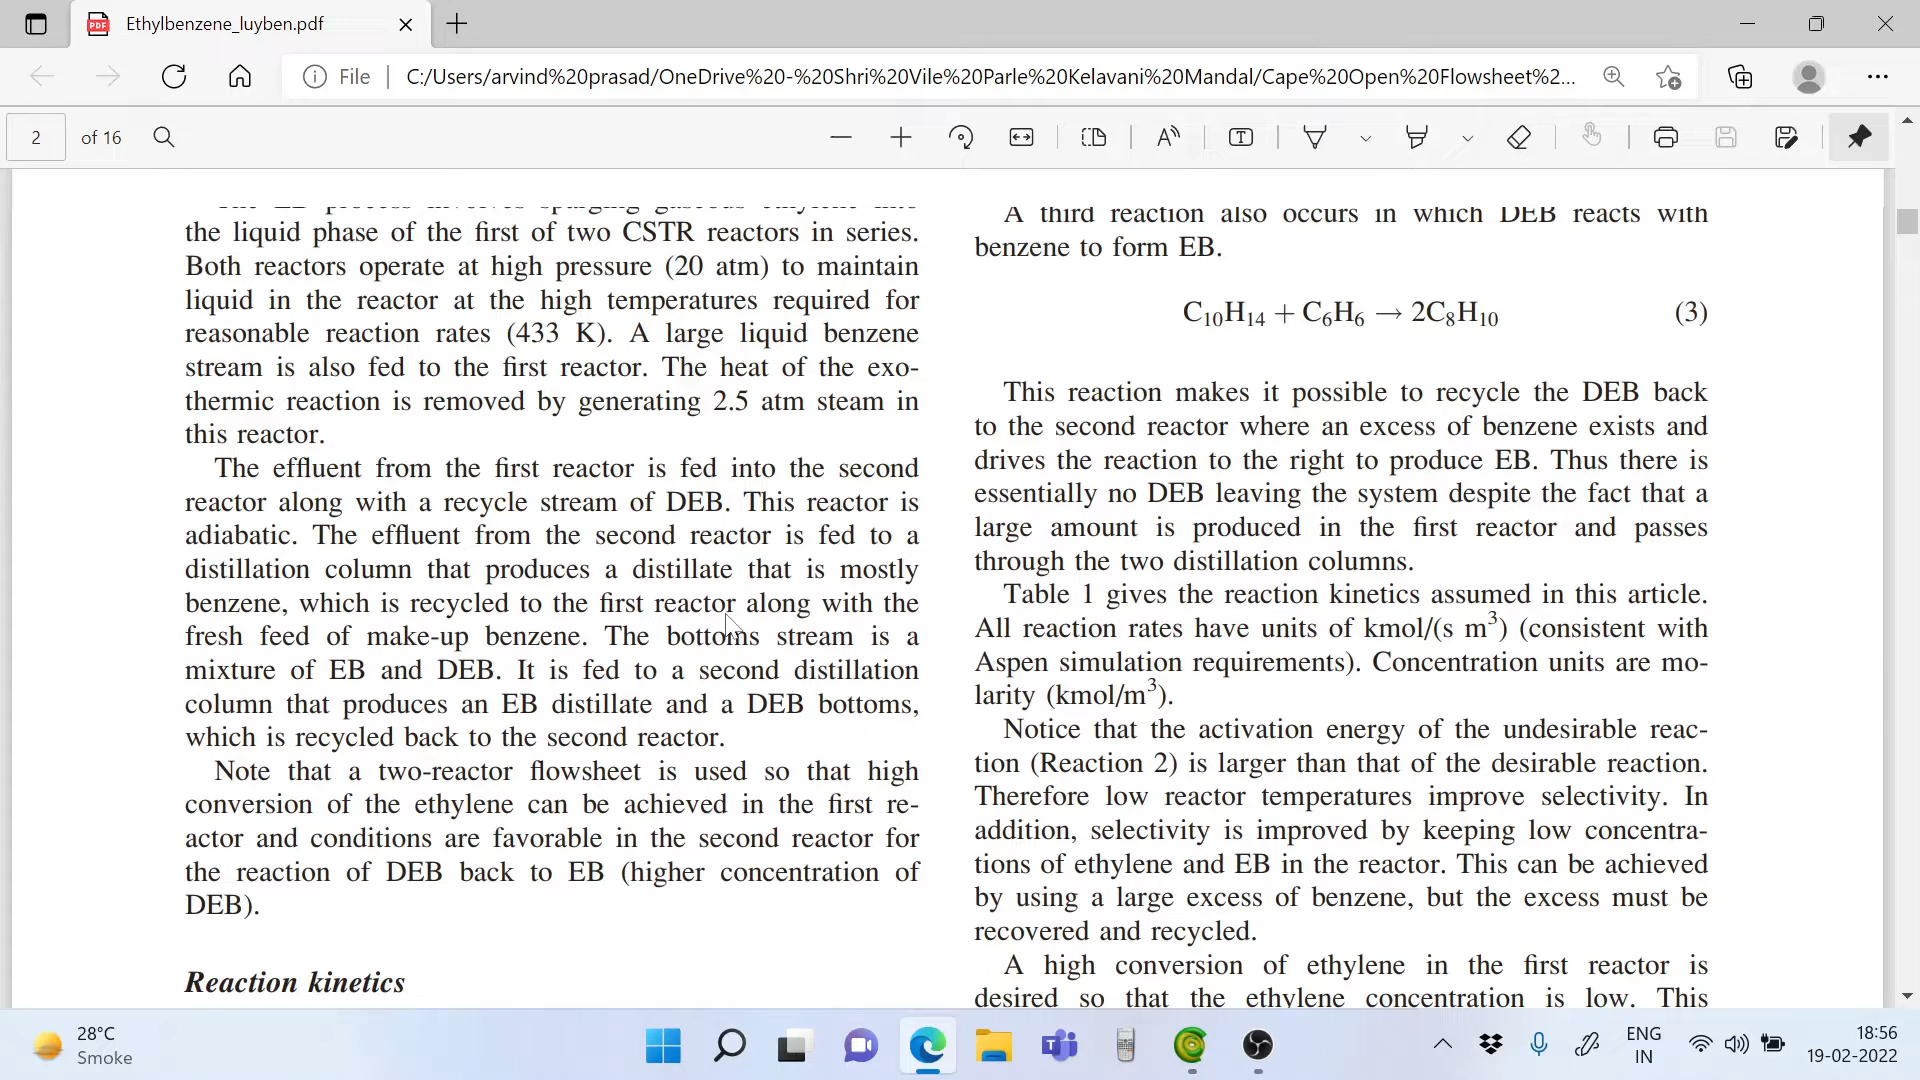 Ethylbenzene_luyben.pdf
File
C:/Users/arvind%20prasad/OneDrive%20-%20Shri%20Vile%20Parle%20Kelavani%20Mandal/Cape%20Open%20Flowsheet%2...
2 of 16
the liquid phase of the first of two CSTR reactors in series.
Both reactors operate at high pressure (20 atm) to maintain
liquid in the reactor at the high temperatures required for
reasonable reaction rates (433 K). A large liquid benzene
stream is also fed to the first reactor. The heat of the exo-
thermic reaction is removed by generating 2.5 atm steam in
this reactor.
The effluent from the first reactor is fed into the second
reactor along with a recycle stream of DEB. This reactor is
adiabatic. The effluent from the second reactor is fed to a
distillation column that produces a distillate that is mostly
benzene, which is recycled to the first reactor along with the
fresh feed of make-up benzene. The bottoms stream is a
mixture of EB and DEB. It is fed to a second distillation
column that produces an EB distillate and a DEB bottoms,
which is recycled back to the second reactor.
Note that a two-reactor flowsheet is used so that high
conversion of the ethylene can be achieved in the first re-
actor and conditions are favorable in the second reactor for
the reaction of DEB back to EB (higher concentration of
DEB).
Reaction kinetics
A third reaction also occurs in which DEB reacts with
benzene to form EB.
C₁₀H₁₄ + C₆H₆ → 2C₈H₁₀ (3)
This reaction makes it possible to recycle the DEB back
to the second reactor where an excess of benzene exists and
drives the reaction to the right to produce EB. Thus there is
essentially no DEB leaving the system despite the fact that a
large amount is produced in the first reactor and passes
through the two distillation columns.
Table 1 gives the reaction kinetics assumed in this article.
All reaction rates have units of kmol/(s m³) (consistent with
Aspen simulation requirements). Concentration units are mo-
larity (kmol/m³).
Notice that the activation energy of the undesirable reac-
tion (Reaction 2) is larger than that of the desirable reaction.
Therefore low reactor temperatures improve selectivity. In
addition, selectivity is improved by keeping low concentra-
tions of ethylene and EB in the reactor. This can be achieved
by using a large excess of benzene, but the excess must be
recovered and recycled.
A high conversion of ethylene in the first reactor is
desired so that the ethylene concentration is low. This
28°C
Smoke
ENG
IN
18:56
19-02-2022